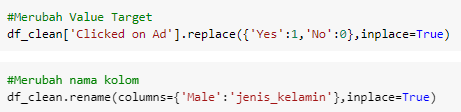 #Merubah Value Target
df_clean['Clicked on Ad'].replace({'Yes':1,'No':0},inplace=True)
#Merubah nama kolom
df_clean.rename(columns={'Male':'jenis_kelamin'},inplace=True)